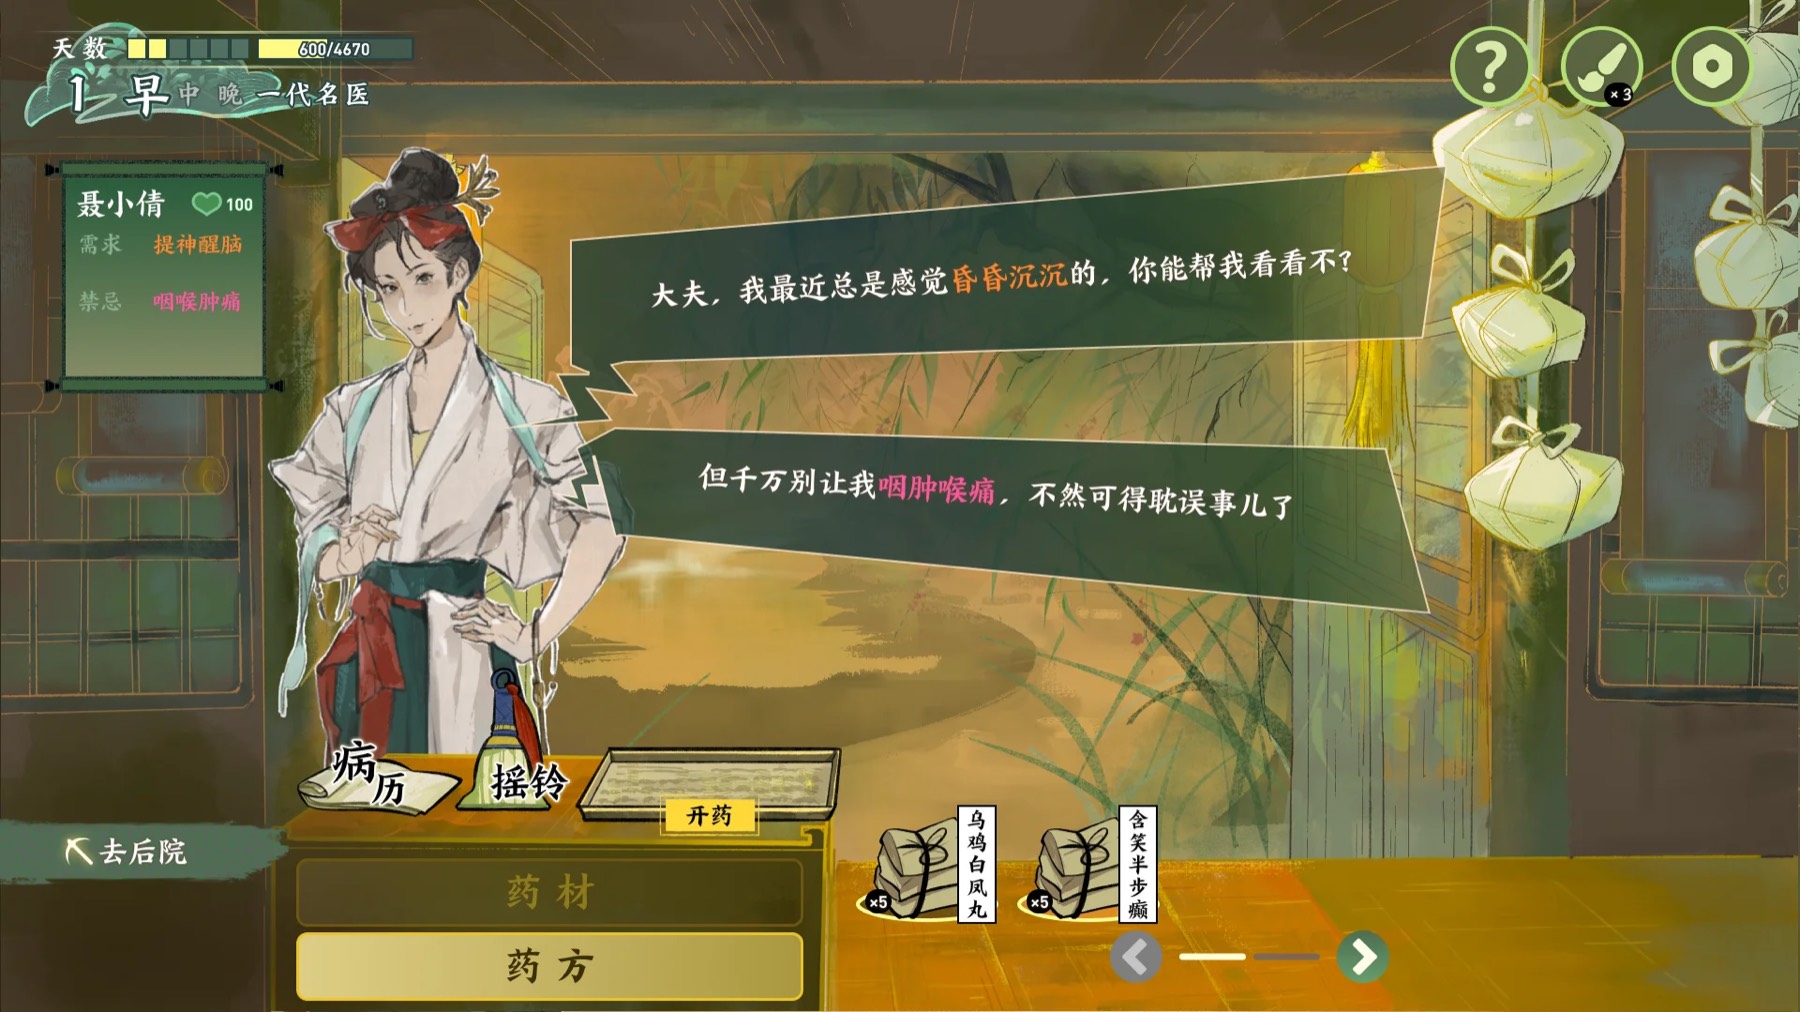 天数
600/4670
1 早 中 晚 一代名医
×3
聂小倩 100
需求 提神醒脑
禁忌 咽喉肿痛
大夫，我最近总是感觉昏昏沉沉的，你能帮我看看不？
但千万别让我咽肿喉痛，不然可得耽误事儿了
病历
摇铃
开药
去后院
药材
药方
×5
乌鸡白凤丸
×5
含笑半步癫